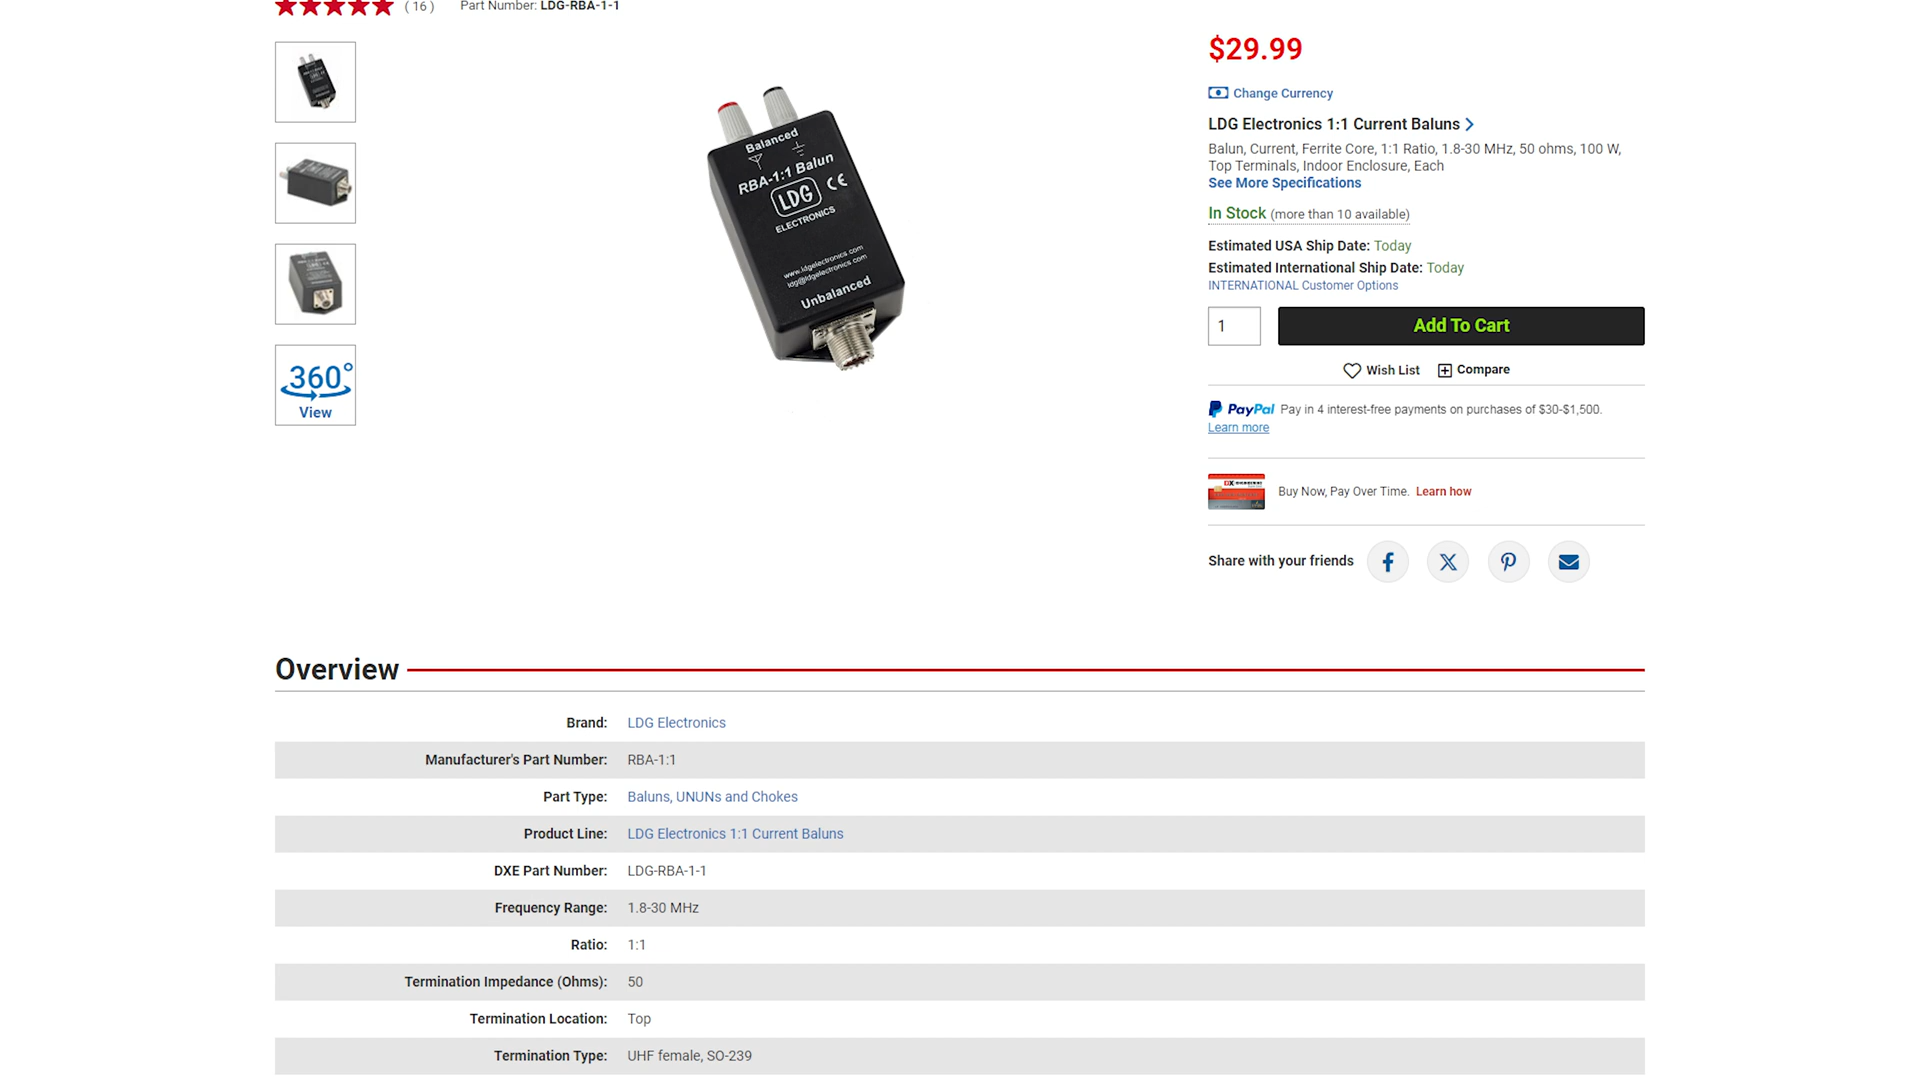 ( 16 ) Part Number: LDG-RBA-1-1
360°
View
Balanced
RBA-1:1 Balun
LDG CE
ELECTRONICS
www.ldgelectronics.com
ldg@ldgelectronics.com
Unbalanced
$29.99
Change Currency
LDG Electronics 1:1 Current Baluns
Balun, Current, Ferrite Core, 1:1 Ratio, 1.8-30 MHz, 50 ohms, 100 W,
Top Terminals, Indoor Enclosure, Each
See More Specifications
In Stock (more than 10 available)
Estimated USA Ship Date: Today
Estimated International Ship Date: Today
INTERNATIONAL Customer Options
1 Add To Cart
Wish List Compare
PayPal Pay in 4 interest-free payments on purchases of $30-$1,500.
Learn more
Buy Now, Pay Over Time. Learn how
Share with your friends
Overview
Brand: LDG Electronics
Manufacturer's Part Number: RBA-1:1
Part Type: Baluns, UNUNs and Chokes
Product Line: LDG Electronics 1:1 Current Baluns
DXE Part Number: LDG-RBA-1-1
Frequency Range: 1.8-30 MHz
Ratio: 1:1
Termination Impedance (Ohms): 50
Termination Location: Top
Termination Type: UHF female, SO-239